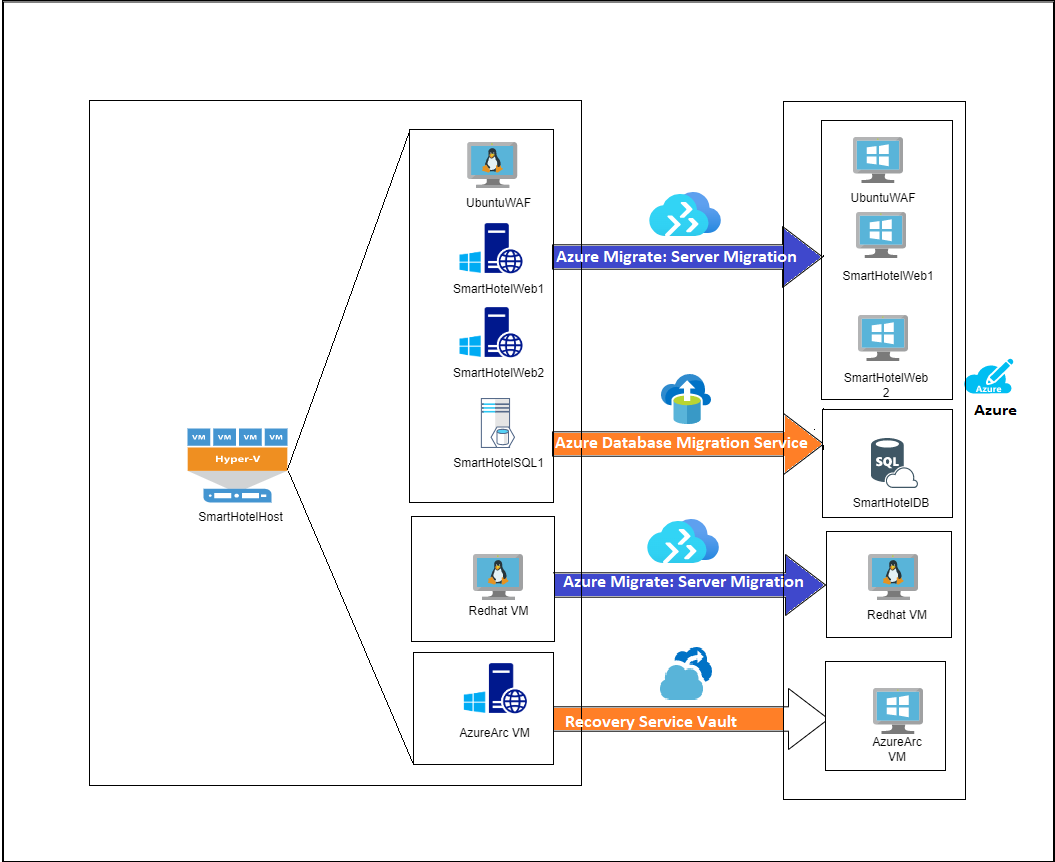 UbuntuWAF
SmartHotelWeb1
SmartHotelWeb2
SmartHotelSQL1
VM VM VM VM
Hyper-V
SmartHotelHost
Redhat VM
AzureArc VM
Azure Migrate: Server Migration
Azure Database Migration Service
Azure Migrate: Server Migration
Recovery Service Vault
UbuntuWAF
SmartHotelWeb1
SmartHotelWeb
2
SQL
SmartHotelDB
Redhat VM
AzureArc
VM
Azure
Azure